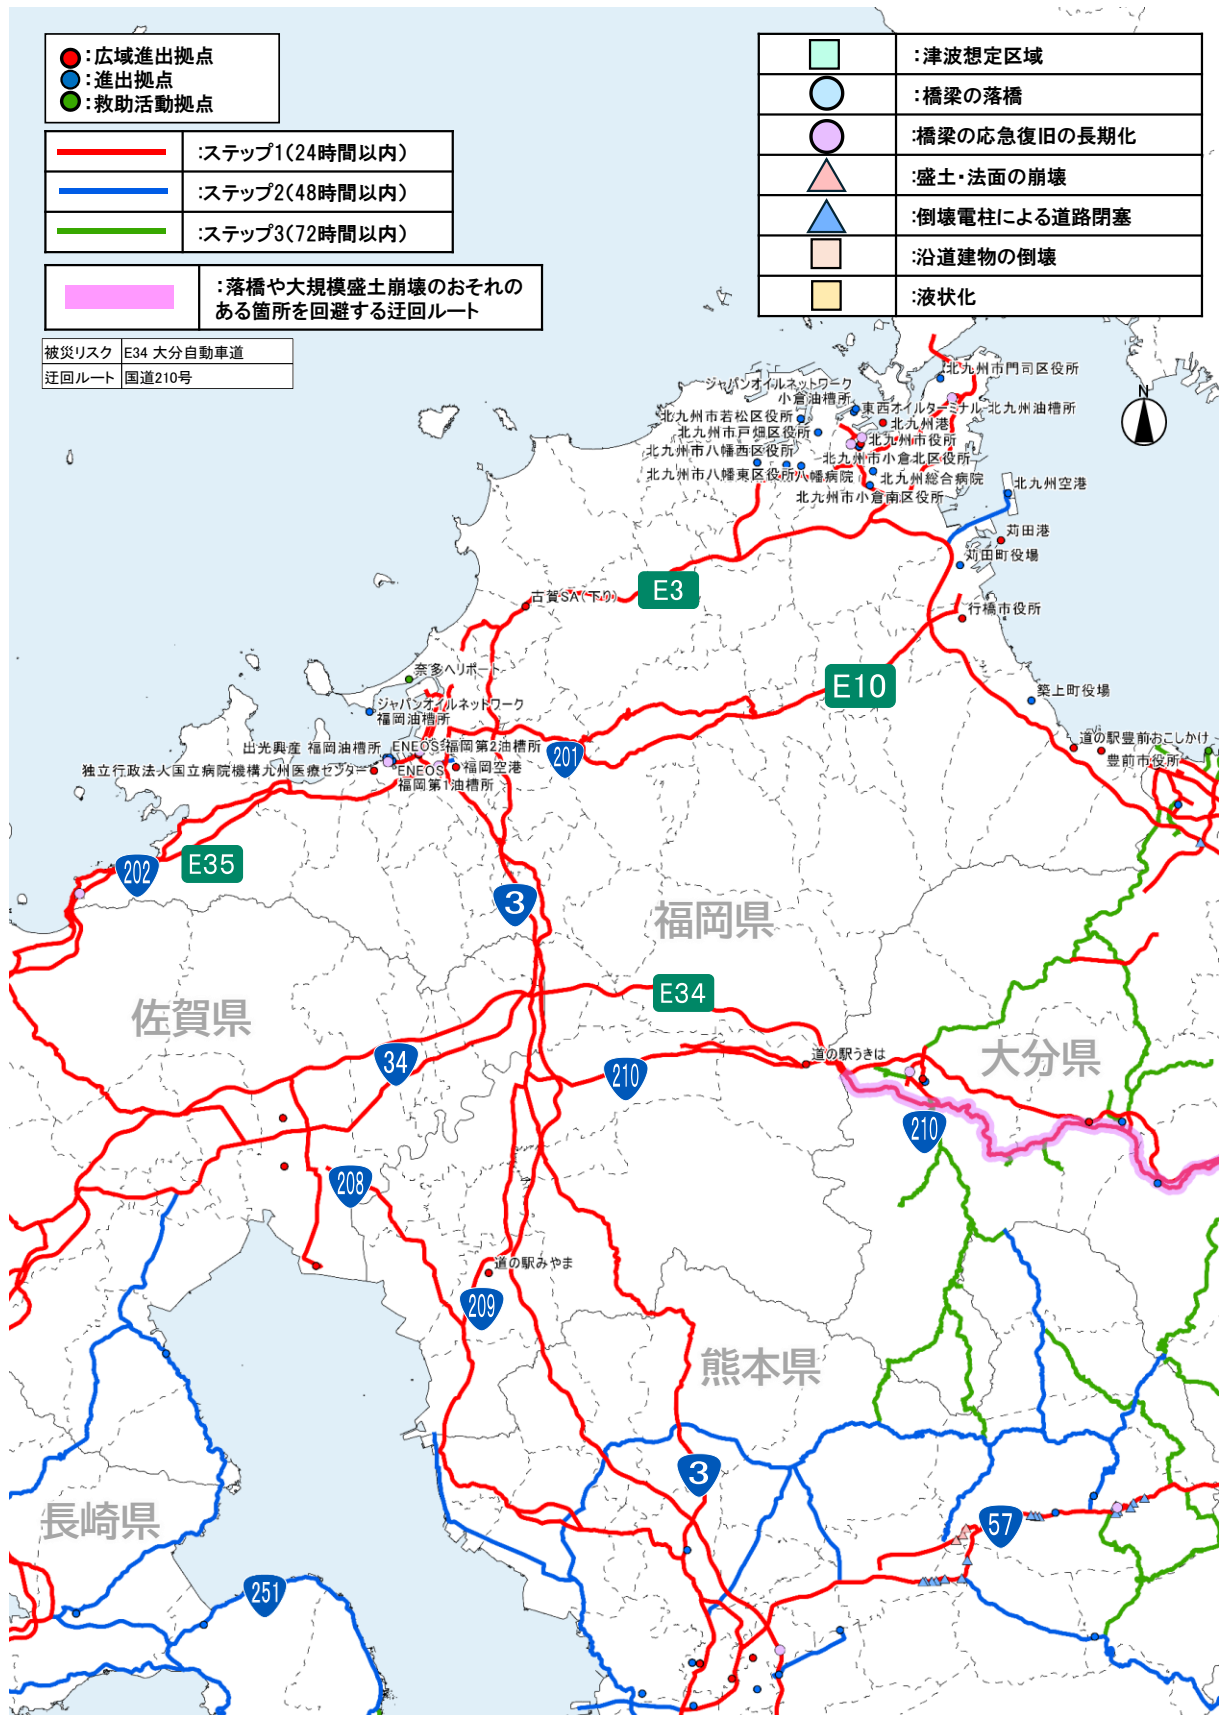 :広域進出拠点
:進出拠点
:救助活動拠点
:ステップ1(24時間以内)
:ステップ2(48時間以内)
:ステップ3(72時間以内)
:落橋や大規模盛土崩壊のおそれの
ある箇所を回避する迂回ルート
被災リスク E34 大分自動車道
迂回ルート 国道210号
:津波想定区域
:橋梁の落橋
:橋梁の応急復旧の長期化
:盛土・法面の崩壊
:倒壊電柱による道路閉塞
:沿道建物の倒壊
:液状化
N
北九州市門司区役所
ジャパンオイルネットワーク
小倉油槽所
東西オイルターミナル 北九州油槽所
北九州市若松区役所
北九州港
北九州市戸畑区役所
北九州市役所
北九州市八幡西区役所
北九州市小倉北区役所
北九州市八幡東区役所
八幡病院
北九州総合病院
北九州市小倉南区役所
北九州空港
苅田港
苅田町役場
E3
古賀SA(下り)
行橋市役所
奈多ヘリポート
E10
築上町役場
ジャパンオイルネットワーク
福岡油槽所
道の駅豊前おこしかけ
豊前市役所
出光興産 福岡油槽所
ENEOS 福岡第2油槽所
201
独立行政法人国立病院機構九州医療センター
ENEOS
福岡第1油槽所
福岡空港
202
E35
3
福岡県
E34
佐賀県
34
210
道の駅うきは
大分県
210
208
道の駅みやま
209
熊本県
3
長崎県
57
251